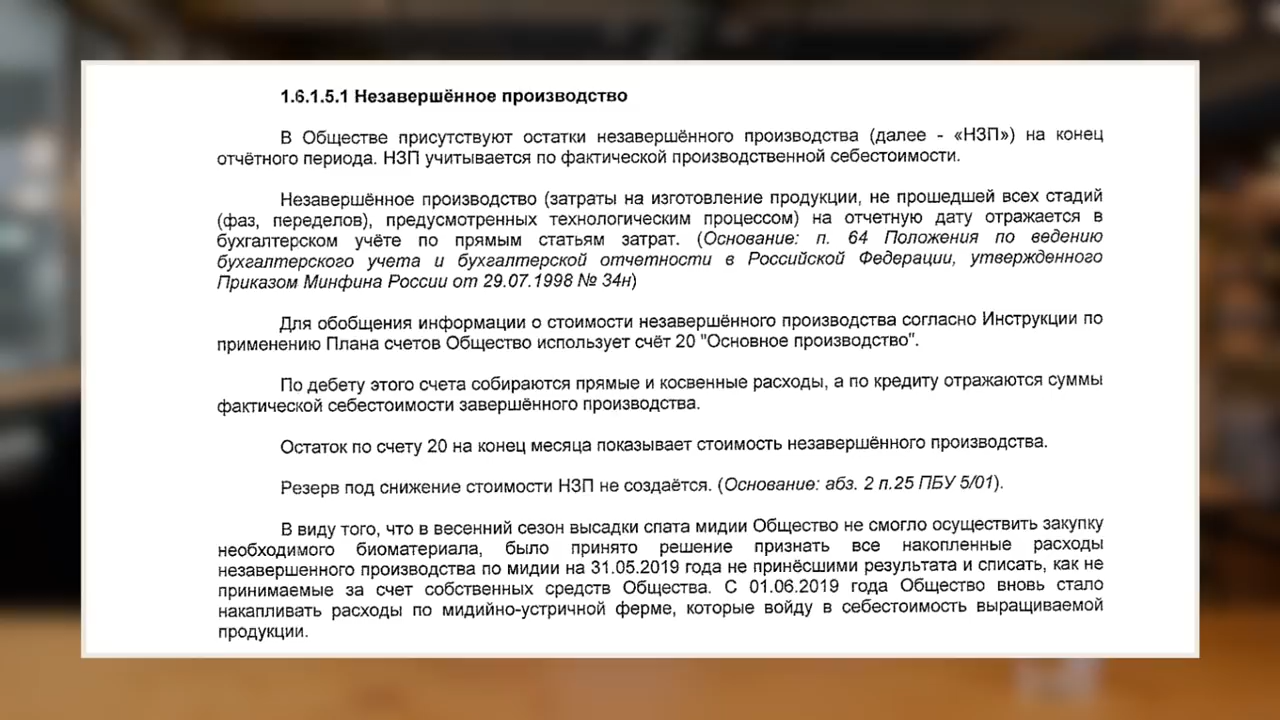 1.6.1.5.1 Незавершённое производство
В Обществе присутствуют остатки незавершённого производства (далее - «НЗП») на конец
отчётного периода. НЗП учитывается по фактической производственной себестоимости.
Незавершённое производство (затраты на изготовление продукции, не прошедшей всех стадий
(фаз, переделов), предусмотренных технологическим процессом) на отчетную дату отражается в
бухгалтерском учёте по прямым статьям затрат. (Основание: п. 64 Положения по ведению
бухгалтерского учета и бухгалтерской отчетности в Российской Федерации, утвержденного
Приказом Минфина России от 29.07.1998 № 34н)
Для обобщения информации о стоимости незавершённого производства согласно Инструкции по
применению Плана счетов Общество использует счёт 20 "Основное производство".
По дебету этого счета собираются прямые и косвенные расходы, а по кредиту отражаются суммы
фактической себестоимости завершённого производства.
Остаток по счету 20 на конец месяца показывает стоимость незавершённого производства.
Резерв под снижение стоимости НЗП не создаётся. (Основание: абз. 2 п.25 ПБУ 5/01).
В виду того, что в весенний сезон высадки спата мидии Общество не смогло осуществить закупку
необходимого биоматериала, было принято решение признать все накопленные расходы
незавершенного производства по мидии на 31.05.2019 года не принёсшими результата и списать, как не
принимаемые за счет собственных средств Общества. С 01.06.2019 года Общество вновь стало
накапливать расходы по мидийно-устричной ферме, которые войду в себестоимость выращиваемой
продукции.